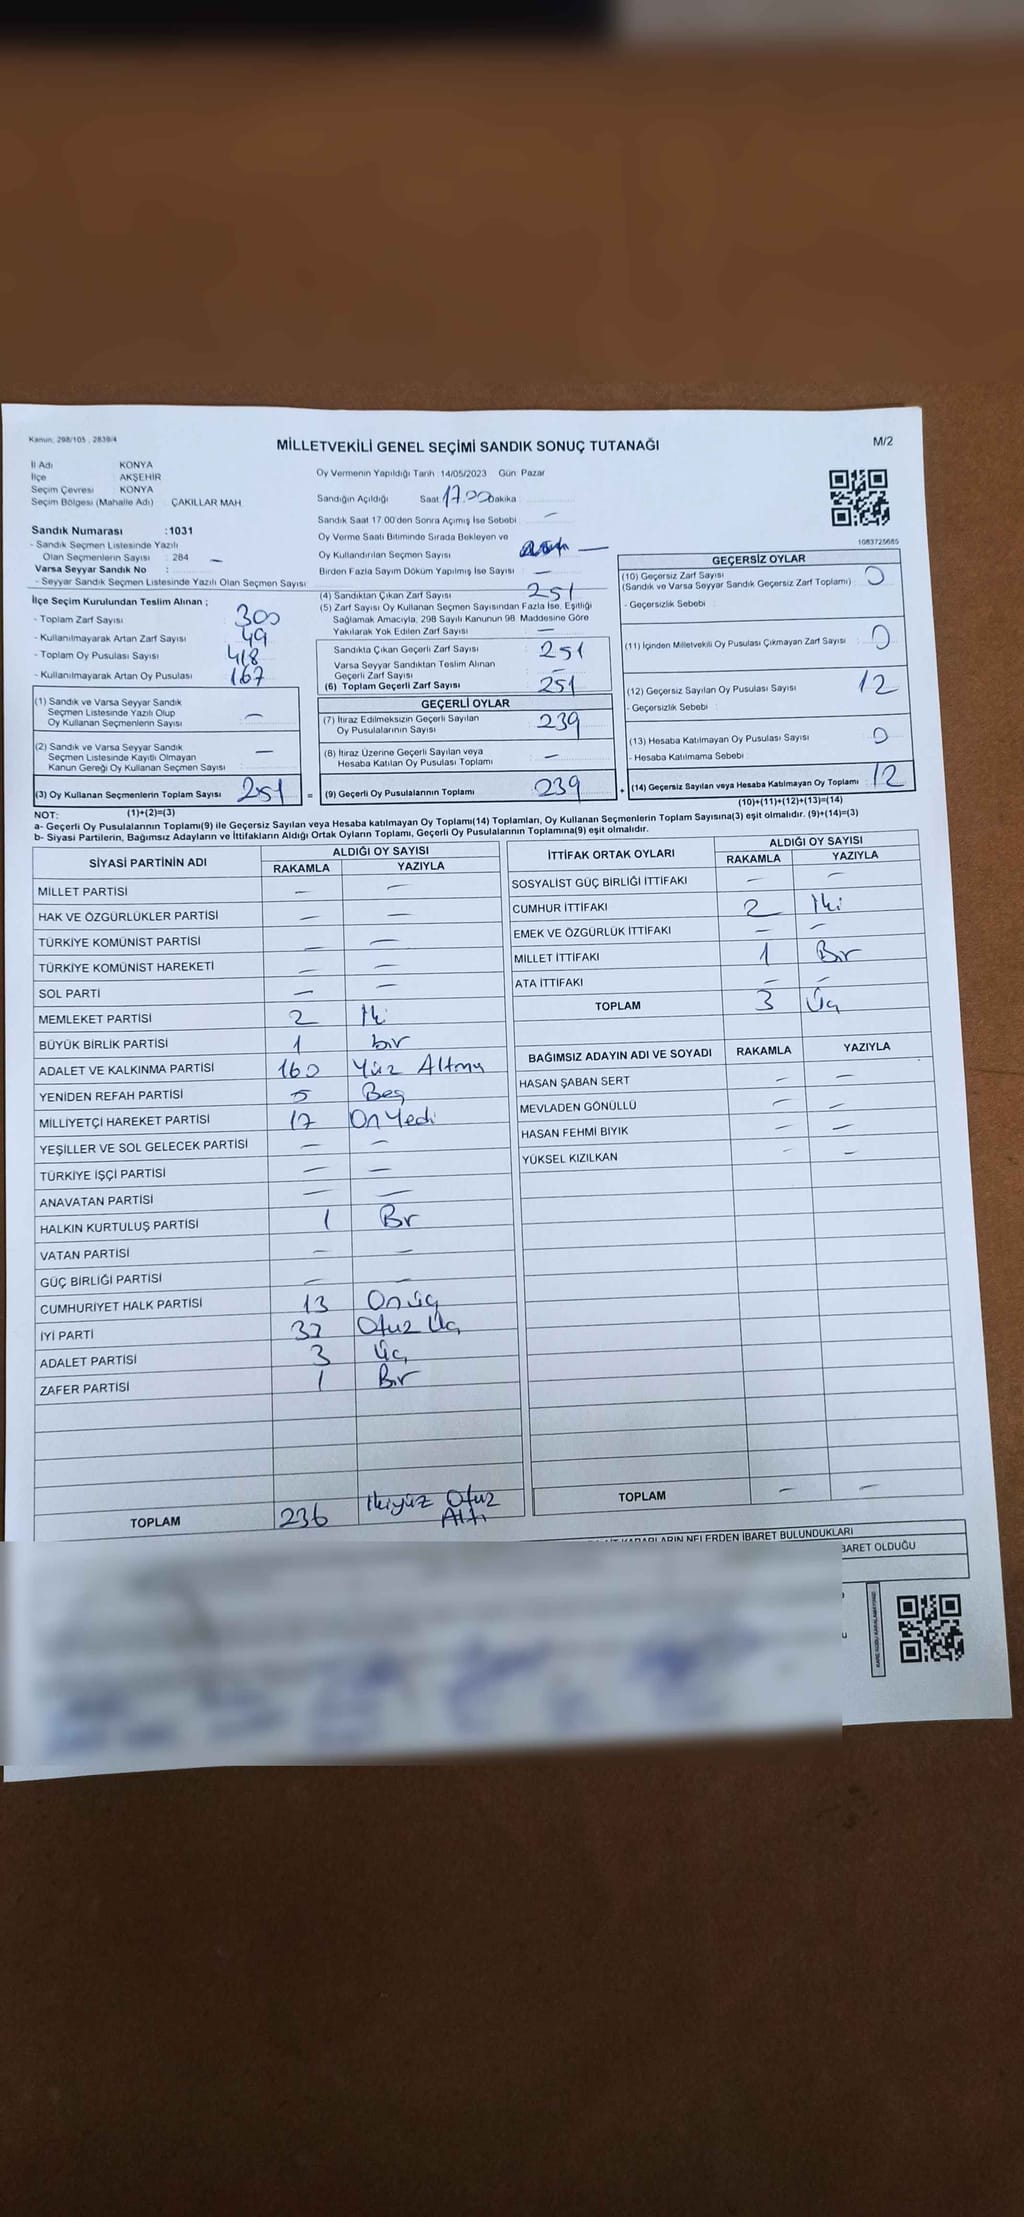 Kanun, 298/105 , 2839/4
MİLLETVEKİLİ GENEL SEÇİMİ SANDIK SONUÇ TUTANAĞI
M/2
İl Adı KONYA
İlçe : AKŞEHİR
Seçim Çevresi : KONYA
Seçim Bölgesi (Mahalle Adı) : ÇAKILLAR MAH
Oy Vermenin Yapıldığı Tarih :14/05/2023 Gün: Pazar
Sandığın Açıldığı Saat 17.00 Dakika
Sandık Saat 17 00'den Sonra Açımış İse Sebebi : —
Oy Verme Saati Bitiminde Sırada Bekleyen ve
Oy Kullandırılan Seçmen Sayısı —
Birden Fazla Sayım Döküm Yapılmış İse Sayısı : —
1083725685
Sandık Numarası :1031
- Sandık Seçmen Listesinde Yazılı
Olan Seçmenlerin Sayısı : 284 —
Varsa Seyyar Sandık No :
- Seyyar Sandık Seçmen Listesinde Yazılı Olan Seçmen Sayısı
İlçe Seçim Kurulundan Teslim Alınan ;
- Toplam Zarf Sayısı 300
- Kullanılmayarak Artan Zarf Sayısı 49
- Toplam Oy Pusulası Sayısı 418
- Kullanılmayarak Artan Oy Pusulası 167
(1) Sandık ve Varsa Seyyar Sandık
Seçmen Listesinde Yazılı Olup
Oy Kullanan Seçmenlerin Sayısı —
(2) Sandık ve Varsa Seyyar Sandık
Seçmen Listesinde Kayıtlı Olmayan
Kanun Gereği Oy Kullanan Seçmen Sayısı —
(3) Oy Kullanan Seçmenlerin Toplam Sayısı 251 =
(1)+(2)=(3)
(4) Sandıktan Çıkan Zarf Sayısı 251
(5) Zarf Sayısı Oy Kullanan Seçmen Sayısından Fazla İse, Eşitliği
Sağlamak Amacıyla, 298 Sayılı Kanunun 98. Maddesine Göre
Yakılarak Yok Edilen Zarf Sayısı —
Sandıkta Çıkan Geçerli Zarf Sayısı 251
Varsa Seyyar Sandıktan Teslim Alınan
Geçerli Zarf Sayısı —
(6) Toplam Geçerli Zarf Sayısı 251
GEÇERLİ OYLAR
(7) İtiraz Edilmeksizin Geçerli Sayılan
Oy Pusulalarının Sayısı 239
(8) İtiraz Üzerine Geçerli Sayılan veya
Hesaba Katılan Oy Pusulası Toplamı —
(9) Geçerli Oy Pusulalarının Toplamı 239 +
GEÇERSİZ OYLAR
(10) Geçersiz Zarf Sayısı
(Sandık ve Varsa Seyyar Sandık Geçersiz Zarf Toplamı) 0
- Geçersizlik Sebebi
(11) İçinden Milletvekili Oy Pusulası Çıkmayan Zarf Sayısı 0
(12) Geçersiz Sayılan Oy Pusulası Sayısı 12
- Geçersizlik Sebebi
(13) Hesaba Katılmayan Oy Pusulası Sayısı 0
- Hesaba Katılmama Sebebi
(14) Geçersiz Sayılan veya Hesaba Katılmayan Oy Toplamı 12
(10)+(11)+(12)+(13)=(14)
NOT:
a- Geçerli Oy Pusulalarının Toplamı(9) ile Geçersiz Sayılan veya Hesaba katılmayan Oy Toplamı(14) Toplamları, Oy Kullanan Seçmenlerin Toplam Sayısına(3) eşit olmalıdır. (9)+(14)=(3)
b- Siyasi Partilerin, Bağımsız Adayların ve İttifakların Aldığı Ortak Oyların Toplamı, Geçerli Oy Pusulalarının Toplamına(9) eşit olmalıdır.
SİYASİ PARTİNİN ADI ALDIĞI OY SAYISI
RAKAMLA YAZIYLA
MİLLET PARTİSİ — —
HAK VE ÖZGÜRLÜKLER PARTİSİ — —
TÜRKİYE KOMÜNİST PARTİSİ — —
TÜRKİYE KOMÜNİST HAREKETİ — —
SOL PARTİ — —
MEMLEKET PARTİSİ 2 İki
BÜYÜK BİRLİK PARTİSİ 1 bir
ADALET VE KALKINMA PARTİSİ 160 Yüz Altmış
YENİDEN REFAH PARTİSİ 5 Beş
MİLLİYETÇİ HAREKET PARTİSİ 17 On Yedi
YEŞİLLER VE SOL GELECEK PARTİSİ — —
TÜRKİYE İŞÇİ PARTİSİ — —
ANAVATAN PARTİSİ — —
HALKIN KURTULUŞ PARTİSİ 1 Bir
VATAN PARTİSİ — —
GÜÇ BİRLİĞİ PARTİSİ — —
CUMHURİYET HALK PARTİSİ 13 On üç
İYİ PARTİ 33 Otuz Üç
ADALET PARTİSİ 3 Üç
ZAFER PARTİSİ 1 Bir
TOPLAM 236 İkiyüz Otuz Altı
İTTİFAK ORTAK OYLARI ALDIĞI OY SAYISI
RAKAMLA YAZIYLA
SOSYALİST GÜÇ BİRLİĞİ İTTİFAKI — —
CUMHUR İTTİFAKI 2 İki
EMEK VE ÖZGÜRLÜK İTTİFAKI — —
MİLLET İTTİFAKI 1 Bir
ATA İTTİFAKI — —
TOPLAM 3 Üç
BAĞIMSIZ ADAYIN ADI VE SOYADI RAKAMLA YAZIYLA
HASAN ŞABAN SERT — —
MEVLADEN GÖNÜLLÜ — —
HASAN FEHMİ BIYIK — —
YÜKSEL KIZILKAN — —
TOPLAM — —
KARARLARIN NELERDEN İBARET BULUNDUKLARI
BARET OLDUĞU